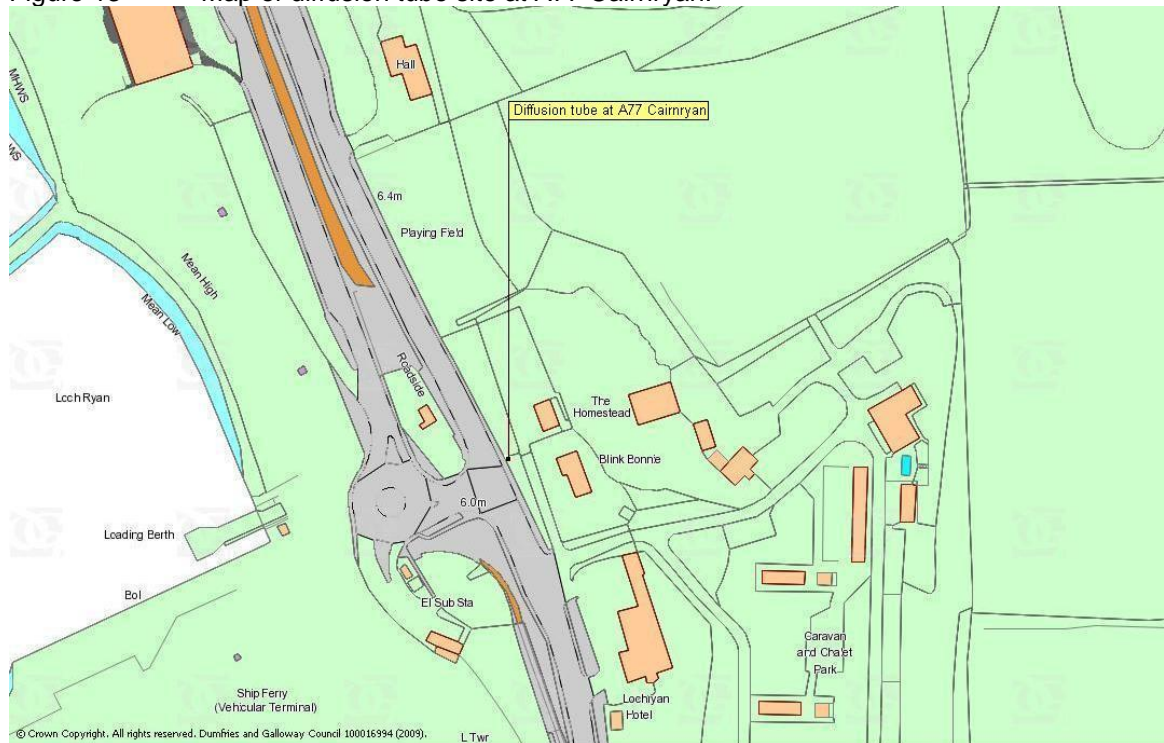 Map of diffusion tube site at A77 Cairnryan.
MHWS
Hall
Diffusion tube at A77 Cairnryan
WS
6.4m
Playing Field
Mean High
Mean Low
Roadside
Loch Ryan
The
Homestead
Blink Bonnie
6.0m
Loading Berth
Bol
El Sub Sta
Caravan
and Chalet
Park
Ship Ferry
(Vehicular Terminal)
Lochryan
Hotel
L Twr
© Crown Copyright. All rights reserved. Dumfries and Galloway Council 100016994 (2009).